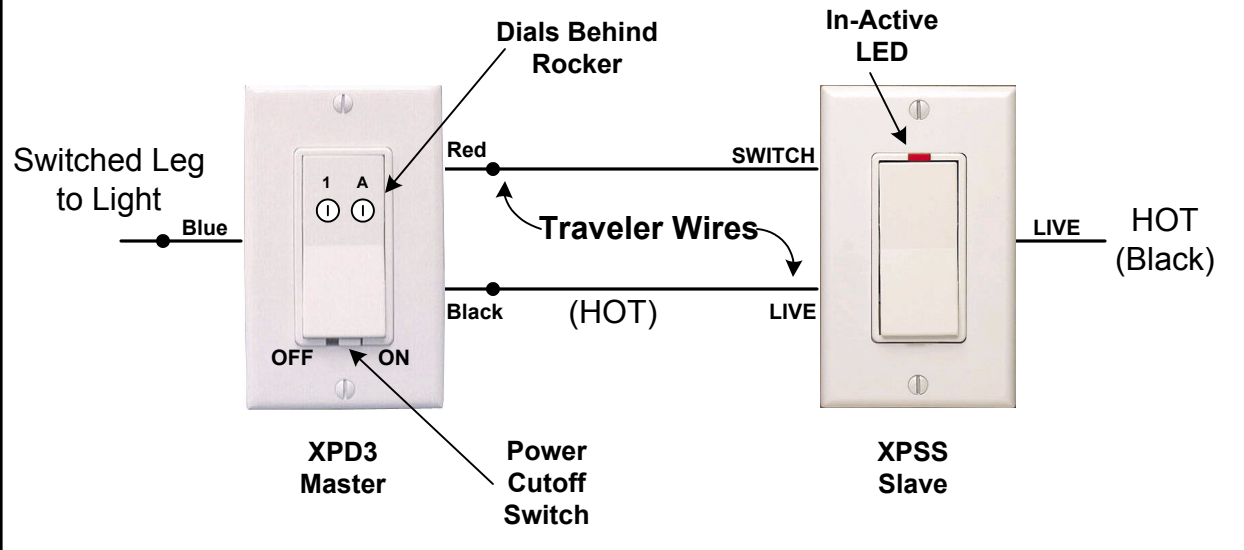 In-Active
LED
Dials Behind
Rocker
Switched Leg
to Light
Blue
1 A
Red
SWITCH
Traveler Wires
LIVE
HOT
(Black)
Black
(HOT)
LIVE
OFF
ON
XPD3
Master
Power
Cutoff
Switch
XPSS
Slave